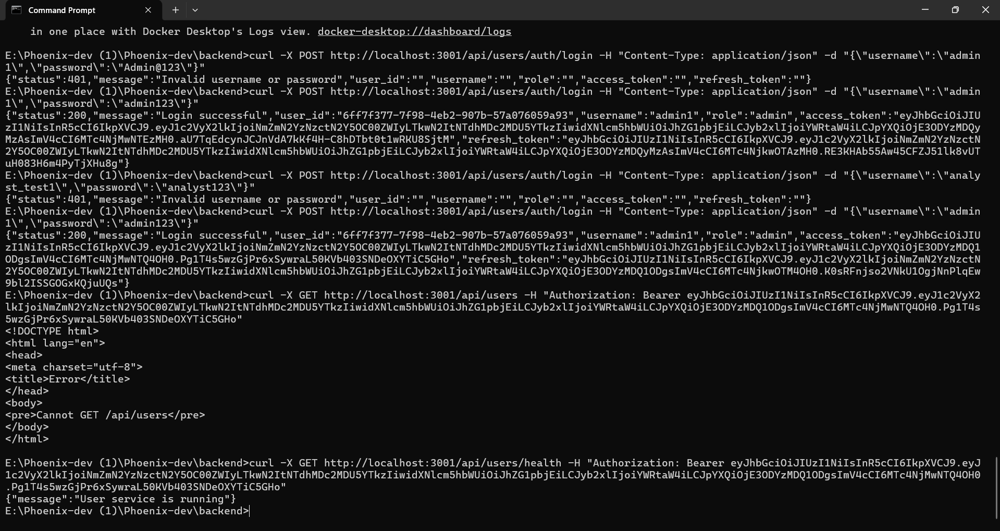 Command Prompt
in one place with Docker Desktop's Logs view. docker-desktop://dashboard/logs
E:\Phoenix-dev (1)\Phoenix-dev\backend>curl -X POST http://localhost:3001/api/users/auth/login -H "Content-Type: application/json" -d "{\"username\":\"admin
1\",\"password\":\"Admin@123\"}"
{"status":401,"message":"Invalid username or password","user_id":"","username":"","role":"","access_token":"","refresh_token":""}
E:\Phoenix-dev (1)\Phoenix-dev\backend>curl -X POST http://localhost:3001/api/users/auth/login -H "Content-Type: application/json" -d "{\"username\":\"admin
1\",\"password\":\"admin123\"}"
{"status":200,"message":"Login successful","user_id":"6ff7f377-7f98-4eb2-907b-57a076059a93","username":"admin1","role":"admin","access_token":"eyJhbGciOiJIU
zI1NiIsInR5cCI6IkpXVCJ9.eyJ1c2VyX2lkIjoiNmZmN2YzNzctN2Y5OC00ZWIyLTkwN2ItNTdhMDc2MDU5YTkzIiwidXNlcm5hbWUiOiJhZG1pbjEiLCJyb2xlIjoiYWRtaW4iLCJpYXQiOjE3ODYzMDQy
MzAsImV4cCI6MTc4NjMwNTEzMH0.aU7TqEdcynJCJnVdA7kKf4H-C8hDTbt0t1wRKU8SjtM","refresh_token":"eyJhbGciOiJIUzI1NiIsInR5cCI6IkpXVCJ9.eyJ1c2VyX2lkIjoiNmZmN2YzNzctN
2Y5OC00ZWIyLTkwN2ItNTdhMDc2MDU5YTkzIiwidXNlcm5hbWUiOiJhZG1pbjEiLCJyb2xlIjoiYWRtaW4iLCJpYXQiOjE3ODYzMDQyMzAsImV4cCI6MTc4NjkwOTAzMH0.RE3KHAb55Aw45CFZJ51lk8vUT
uH083H6m4PyTjXHu8g"}
E:\Phoenix-dev (1)\Phoenix-dev\backend>curl -X POST http://localhost:3001/api/users/auth/login -H "Content-Type: application/json" -d "{\"username\":\"analy
st_test1\",\"password\":\"analyst123\"}"
{"status":401,"message":"Invalid username or password","user_id":"","username":"","role":"","access_token":"","refresh_token":""}
E:\Phoenix-dev (1)\Phoenix-dev\backend>curl -X POST http://localhost:3001/api/users/auth/login -H "Content-Type: application/json" -d "{\"username\":\"admin
1\",\"password\":\"admin123\"}"
{"status":200,"message":"Login successful","user_id":"6ff7f377-7f98-4eb2-907b-57a076059a93","username":"admin1","role":"admin","access_token":"eyJhbGciOiJIU
zI1NiIsInR5cCI6IkpXVCJ9.eyJ1c2VyX2lkIjoiNmZmN2YzNzctN2Y5OC00ZWIyLTkwN2ItNTdhMDc2MDU5YTkzIiwidXNlcm5hbWUiOiJhZG1pbjEiLCJyb2xlIjoiYWRtaW4iLCJpYXQiOjE3ODYzMDQ1
ODgsImV4cCI6MTc4NjMwNTQ4OH0.Pg1T4s5wzGjPr6xSywraL50KVb403SNDeOXYTiC5GHo","refresh_token":"eyJhbGciOiJIUzI1NiIsInR5cCI6IkpXVCJ9.eyJ1c2VyX2lkIjoiNmZmN2YzNzctN
2Y5OC00ZWIyLTkwN2ItNTdhMDc2MDU5YTkzIiwidXNlcm5hbWUiOiJhZG1pbjEiLCJyb2xlIjoiYWRtaW4iLCJpYXQiOjE3ODYzMDQ1ODgsImV4cCI6MTc4NjkwOTM4OH0.K0sRFnjso2VNkU1OgjNnPlqEw
9bl2ISSGOGxKQjuUQs"}
E:\Phoenix-dev (1)\Phoenix-dev\backend>curl -X GET http://localhost:3001/api/users -H "Authorization: Bearer eyJhbGciOiJIUzI1NiIsInR5cCI6IkpXVCJ9.eyJ1c2VyX2
lkIjoiNmZmN2YzNzctN2Y5OC00ZWIyLTkwN2ItNTdhMDc2MDU5YTkzIiwidXNlcm5hbWUiOiJhZG1pbjEiLCJyb2xlIjoiYWRtaW4iLCJpYXQiOjE3ODYzMDQ1ODgsImV4cCI6MTc4NjMwNTQ4OH0.Pg1T4s
5wzGjPr6xSywraL50KVb403SNDeOXYTiC5GHo"
<!DOCTYPE html>
<html lang="en">
<head>
<meta charset="utf-8">
<title>Error</title>
</head>
<body>
<pre>Cannot GET /api/users</pre>
</body>
</html>
E:\Phoenix-dev (1)\Phoenix-dev\backend>curl -X GET http://localhost:3001/api/users/health -H "Authorization: Bearer eyJhbGciOiJIUzI1NiIsInR5cCI6IkpXVCJ9.eyJ
1c2VyX2lkIjoiNmZmN2YzNzctN2Y5OC00ZWIyLTkwN2ItNTdhMDc2MDU5YTkzIiwidXNlcm5hbWUiOiJhZG1pbjEiLCJyb2xlIjoiYWRtaW4iLCJpYXQiOjE3ODYzMDQ1ODgsImV4cCI6MTc4NjMwNTQ4OH0
.Pg1T4s5wzGjPr6xSywraL50KVb403SNDeOXYTiC5GHo"
{"message":"User service is running"}
E:\Phoenix-dev (1)\Phoenix-dev\backend>